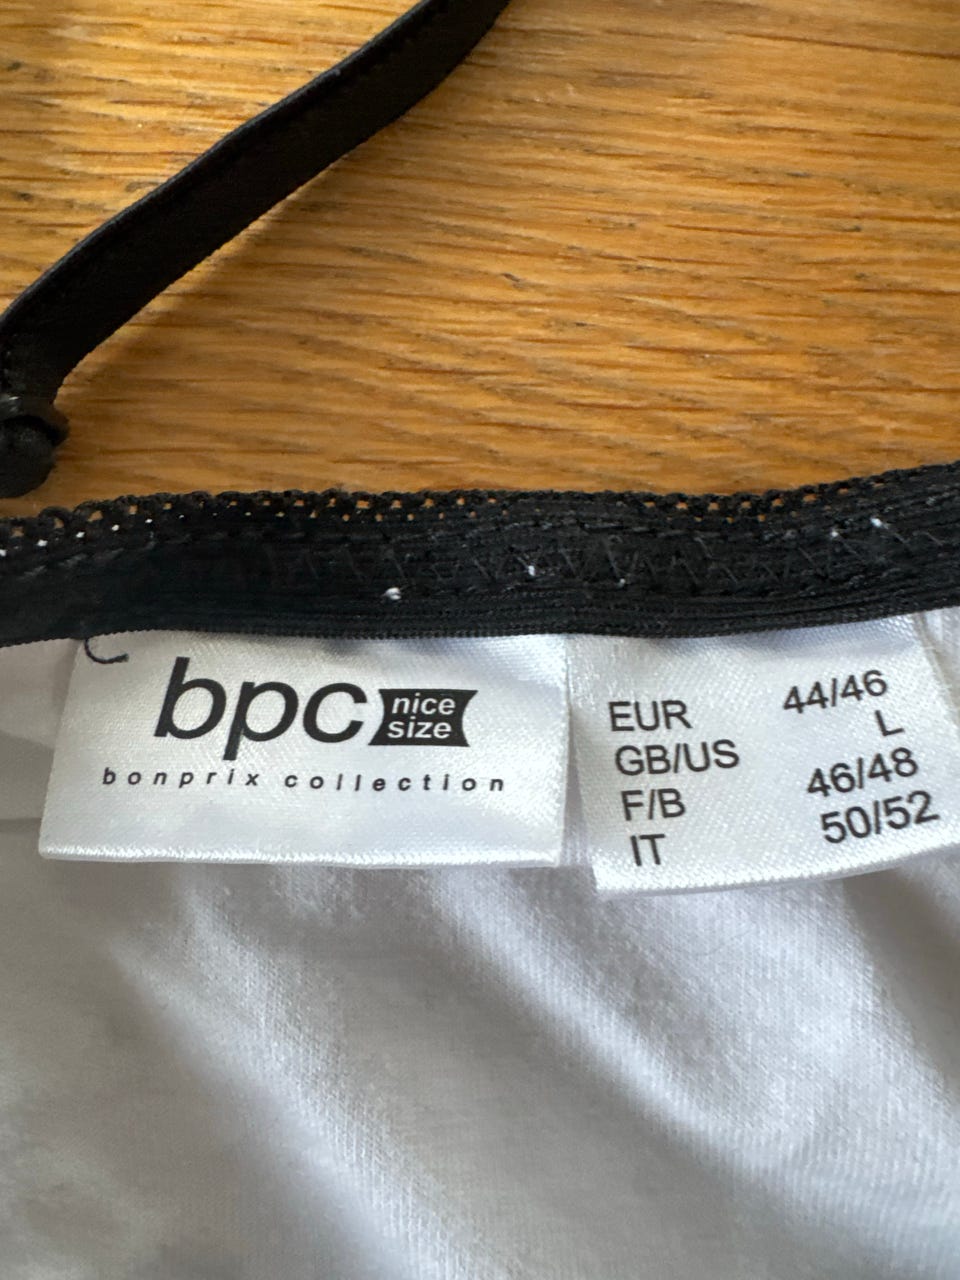 bpc nice size
bonprix collection
EUR 44/46
GB/US L
F/B 46/48
IT 50/52